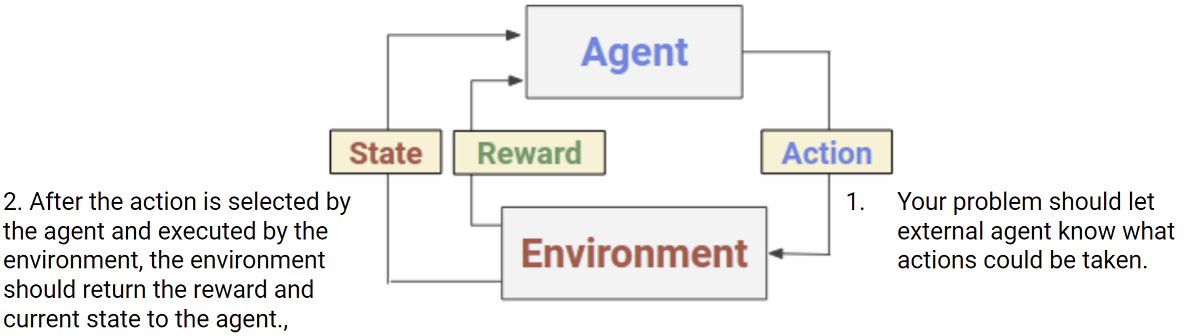 Agent
State
Reward
Action
2. After the action is selected by
the agent and executed by the
environment, the environment
should return the reward and
current state to the agent.,
Environment
1. Your problem should let
external agent know what
actions could be taken.